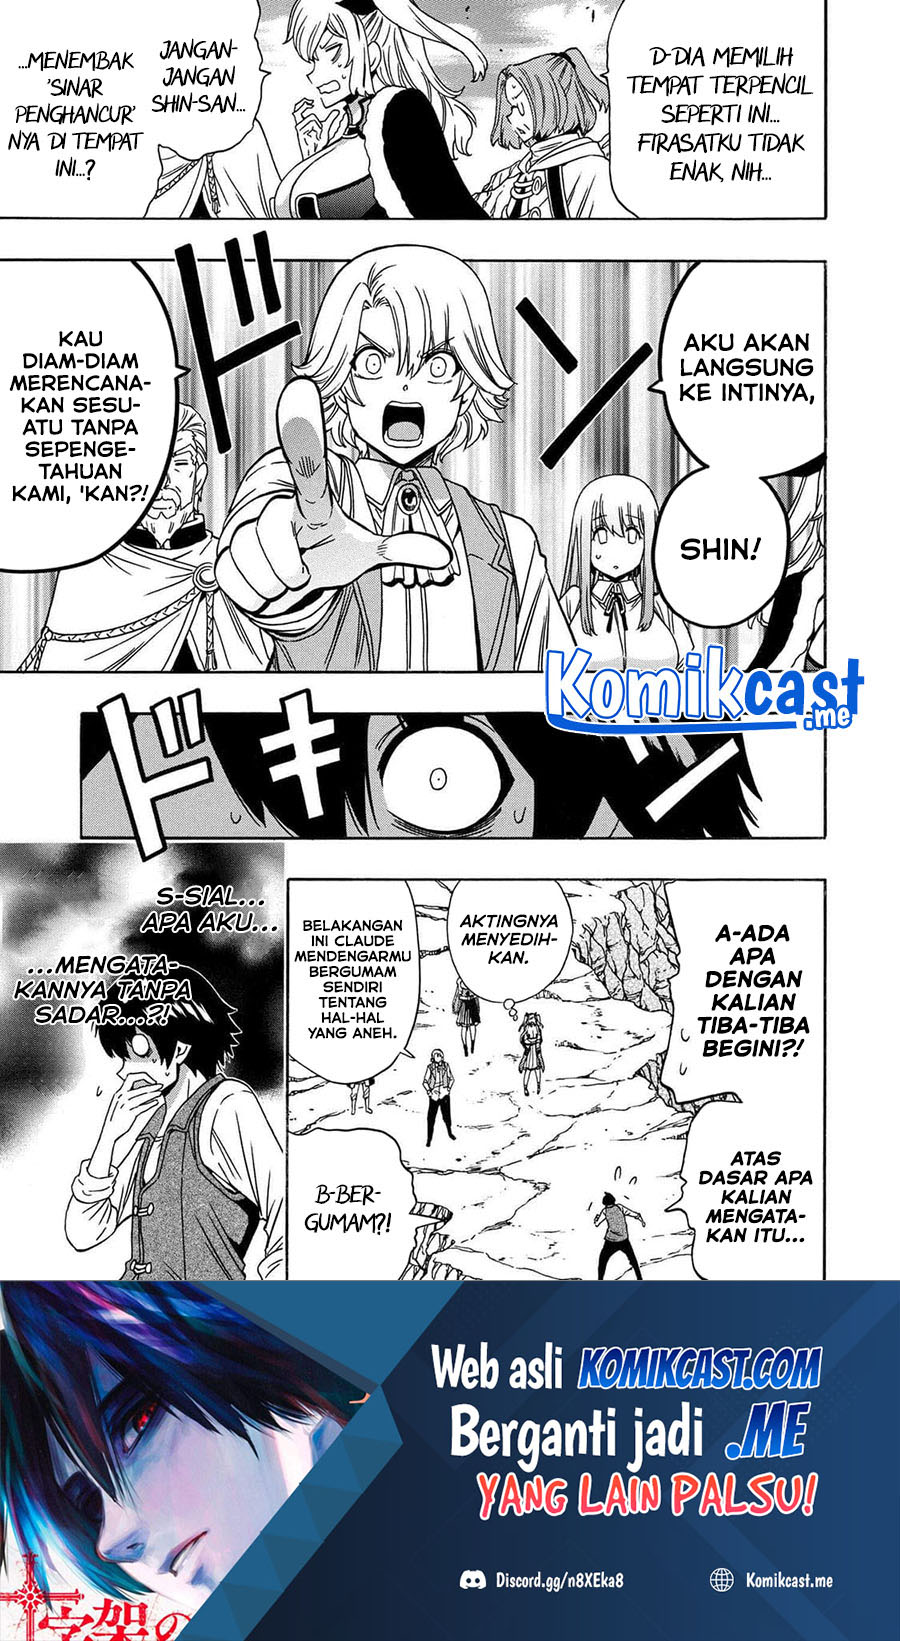 D-DIA MEMILIH
TEMPAT TERPENCIL
SEPERTI INI...
FIRASATKU TIDAK
ENAK, NIH...
JANGAN-
JANGAN
SHIN-SAN...
...MENEMBAK
'SINAR
PENGHANCUR'
NYA DI TEMPAT
INI...?
AKU AKAN
LANGSUNG
KE INTINYA,
SHIN!
ドン
KAU
DIAM-DIAM
MERENCANA-
KAN SESU-
ATU TANPA
SEPENGE-
TAHUAN
KAMI, 'KAN?!
Komikcast
.me
ドキン
A-ADA
APA
DENGAN
KALIAN
TIBA-TIBA
BEGINI?!
ATAS
DASAR APA
KALIAN
MENGATA-
KAN ITU...
AKTINGNYA
MENYEDIH-
KAN.
BELAKANGAN
INI CLAUDE
MENDENGARMU
BERGUMAM
SENDIRI
TENTANG
HAL-HAL
YANG ANEH.
B-BER-
GUMAM?!
S-SIAL...
APA AKU...
...MENGATA-
KANNYA TANPA
SADAR...?!
Web asli KOMIKCAST.COM
Berganti jadi .ME
YANG LAIN PALSU!
Discord.gg/n8XEka8
Komikcast.me
字架の